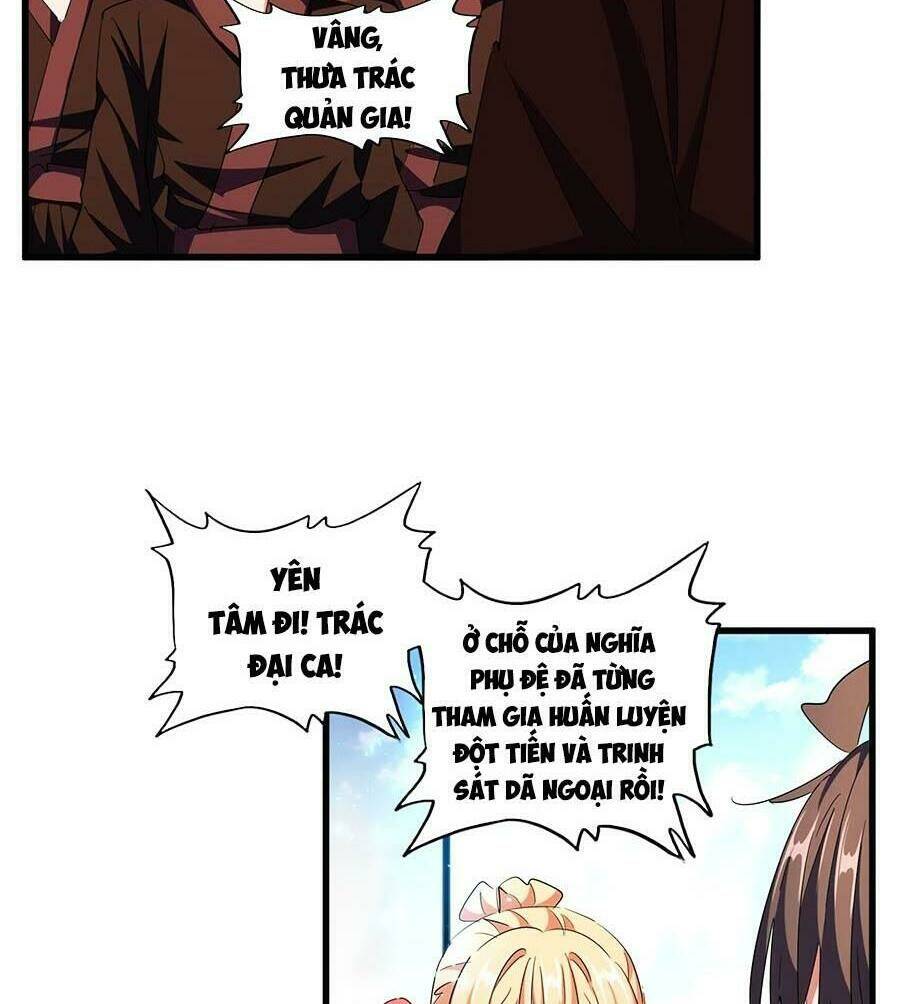 VÂNG,
THƯA TRÁC
QUẢN GIA!
YÊN
TÂM ĐI! TRÁC
ĐẠI CA!
Ở CHỖ CỦA NGHĨA
PHỤ ĐỆ ĐÃ TỪNG
THAM GIA HUẤN LUYỆN
ĐỘT TIẾN VÀ TRINH
SÁT DÃ NGOẠI RỒI!